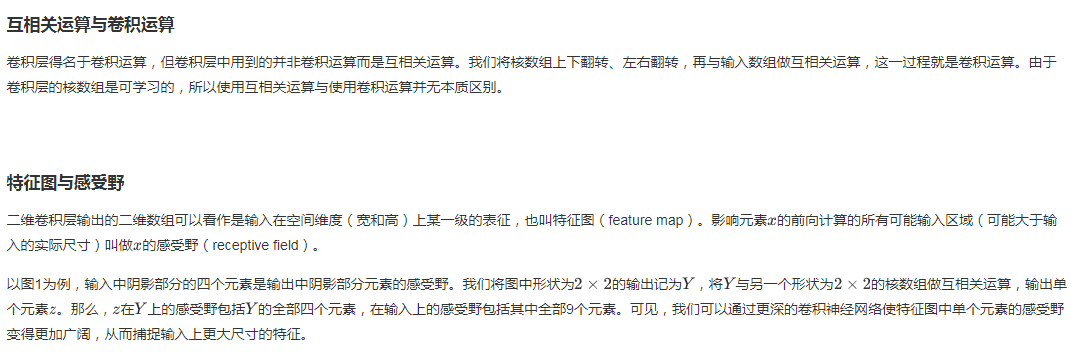 互相关运算与卷积运算
卷积层得名于卷积运算，但卷积层中用到的并非卷积运算而是互相关运算。我们将核数组上下翻转、左右翻转，再与输入数组做互相关运算，这一过程就是卷积运算。由于
卷积层的核数组是可学习的，所以使用互相关运算与使用卷积运算并无本质区别。
特征图与感受野
二维卷积层输出的二维数组可以看作是输入在空间维度（宽和高）上某一级的表征，也叫特征图（feature map）。影响元素x的前向计算的所有可能输入区域（可能大于输
入的实际尺寸）叫做x的感受野（receptive field）。
以图1为例，输入中阴影部分的四个元素是输出中阴影部分元素的感受野。我们将图中形状为2 × 2的输出记为Y，将Y与另一个形状为2 × 2的核数组做互相关运算，输出单
个元素z。那么，z在Y上的感受野包括Y的全部四个元素，在输入上的感受野包括其中全部9个元素。可见，我们可以通过更深的卷积神经网络使特征图中单个元素的感受野
变得更加广阔，从而捕捉输入上更大尺寸的特征。